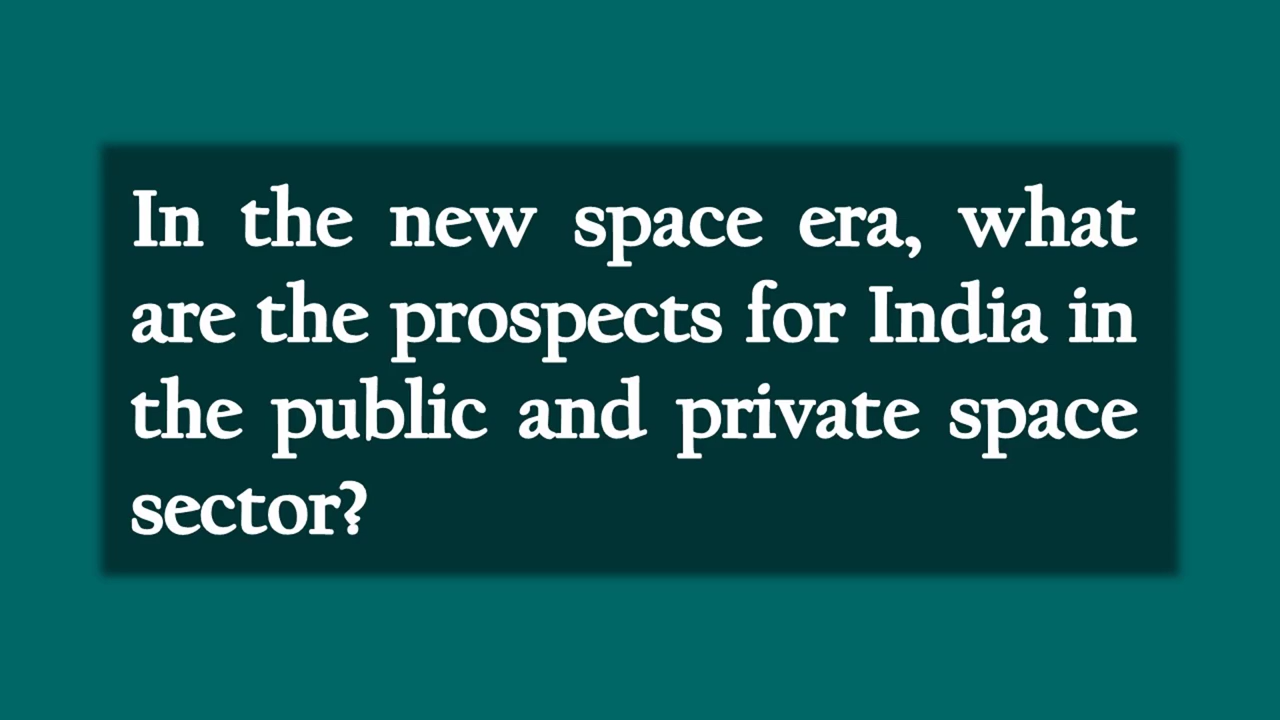 In the new space era, what
are the prospects for India in
the public and private space
sector?